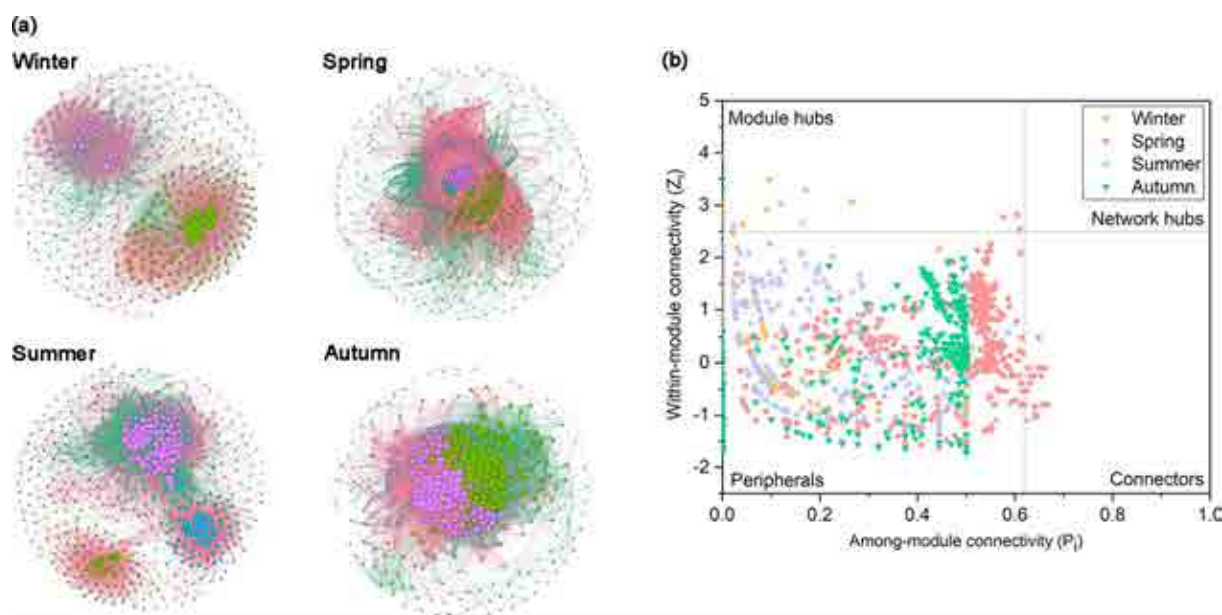 (a)
Winter
Spring
Summer
Autumn
(b)
Module hubs
Winter
Spring
Summer
Autumn
Network hubs
Peripherals
Connectors
Within-module connectivity (Zi)
5
4
3
2
1
0
-1
-2
0.0 0.2 0.4 0.6 0.8 1.0
Among-module connectivity (Pi)